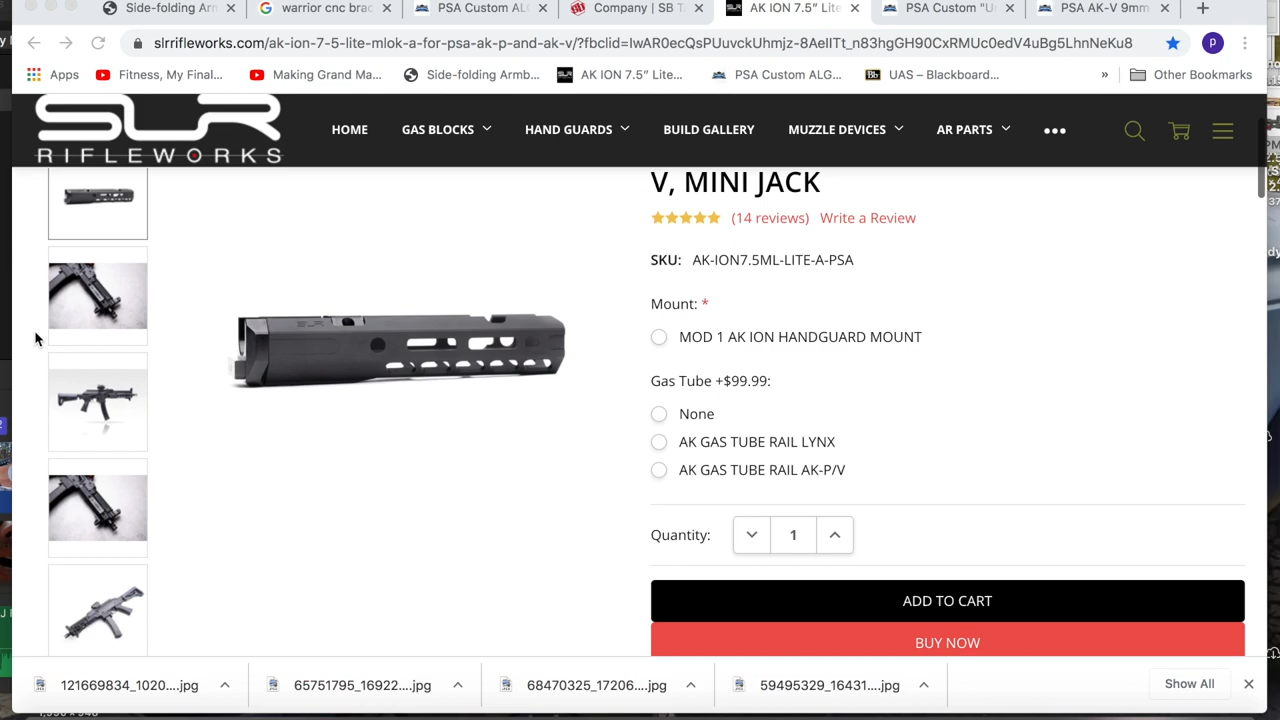 Side-folding Arm
warrior cnc brac
PSA Custom ALG
Company | SB T
AK ION 7.5" Lite
PSA Custom "U
PSA AK-V 9mm
slrrifleworks.com/ak-ion-7-5-lite-mlok-a-for-psa-ak-p-and-ak-v/?fbclid=IwAR0ecQsPUuvckUhmjz-8AelITt_n83hgGH90CxRMUc0edV4uBg5LhnNeKu8
P
Apps
Fitness, My Final...
Making Grand Ma...
Side-folding Armb...
AK ION 7.5" Lite...
PSA Custom ALG...
Bb
UAS – Blackboard...
»
Other Bookmarks
SLR
RIFLEWORKS
HOME
GAS BLOCKS
HAND GUARDS
BUILD GALLERY
MUZZLE DEVICES
AR PARTS
V, MINI JACK
(14 reviews) Write a Review
SKU: AK-ION7.5ML-LITE-A-PSA
Mount: *
MOD 1 AK ION HANDGUARD MOUNT
Gas Tube +$99.99:
None
AK GAS TUBE RAIL LYNX
AK GAS TUBE RAIL AK-P/V
Quantity:
1
ADD TO CART
BUY NOW
121669834_1020....jpg
65751795_16922....jpg
68470325_17206....jpg
59495329_16431....jpg
Show All